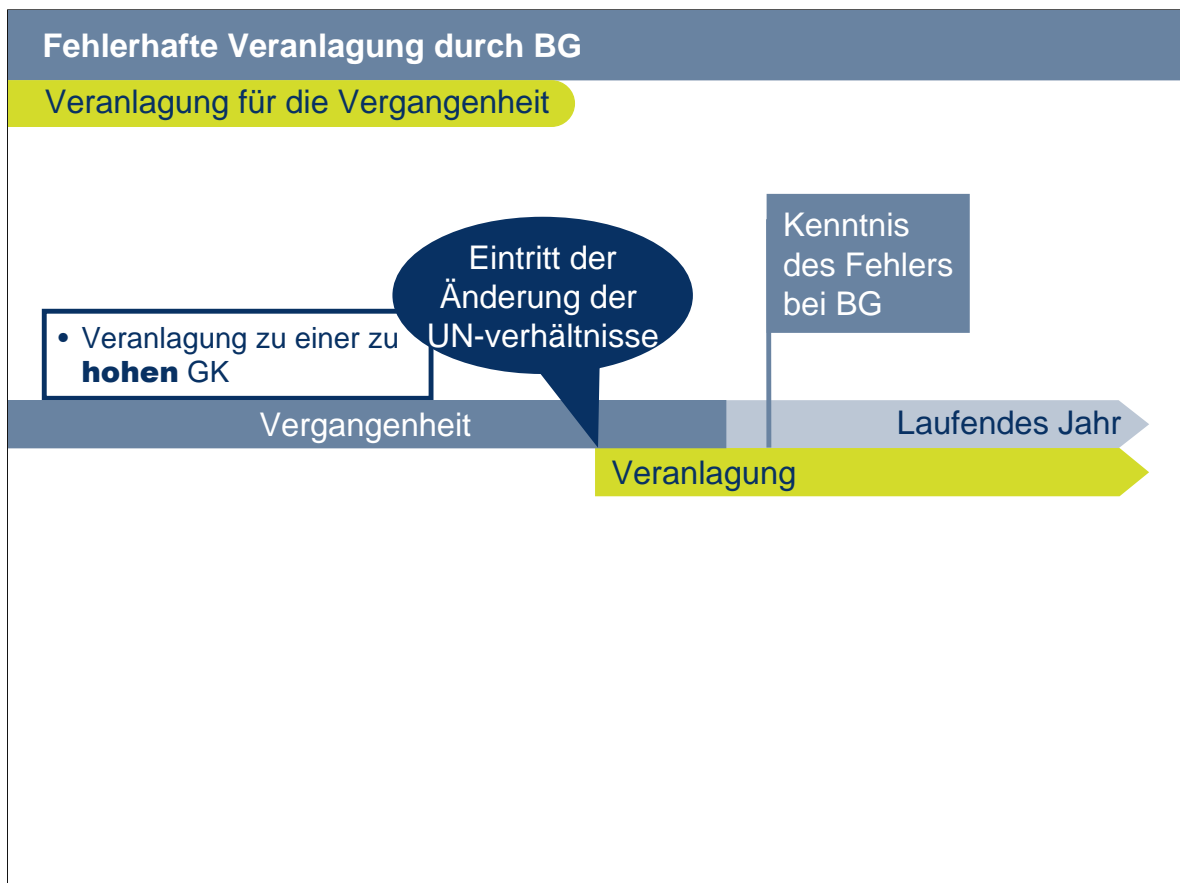 Fehlerhafte Veranlagung durch BG
Veranlagung für die Vergangenheit
Kenntnis
des Fehlers
bei BG
Eintritt der
Änderung der
UN-verhältnisse
• Veranlagung zu einer zu
hohen GK
Vergangenheit
Laufendes Jahr
Veranlagung